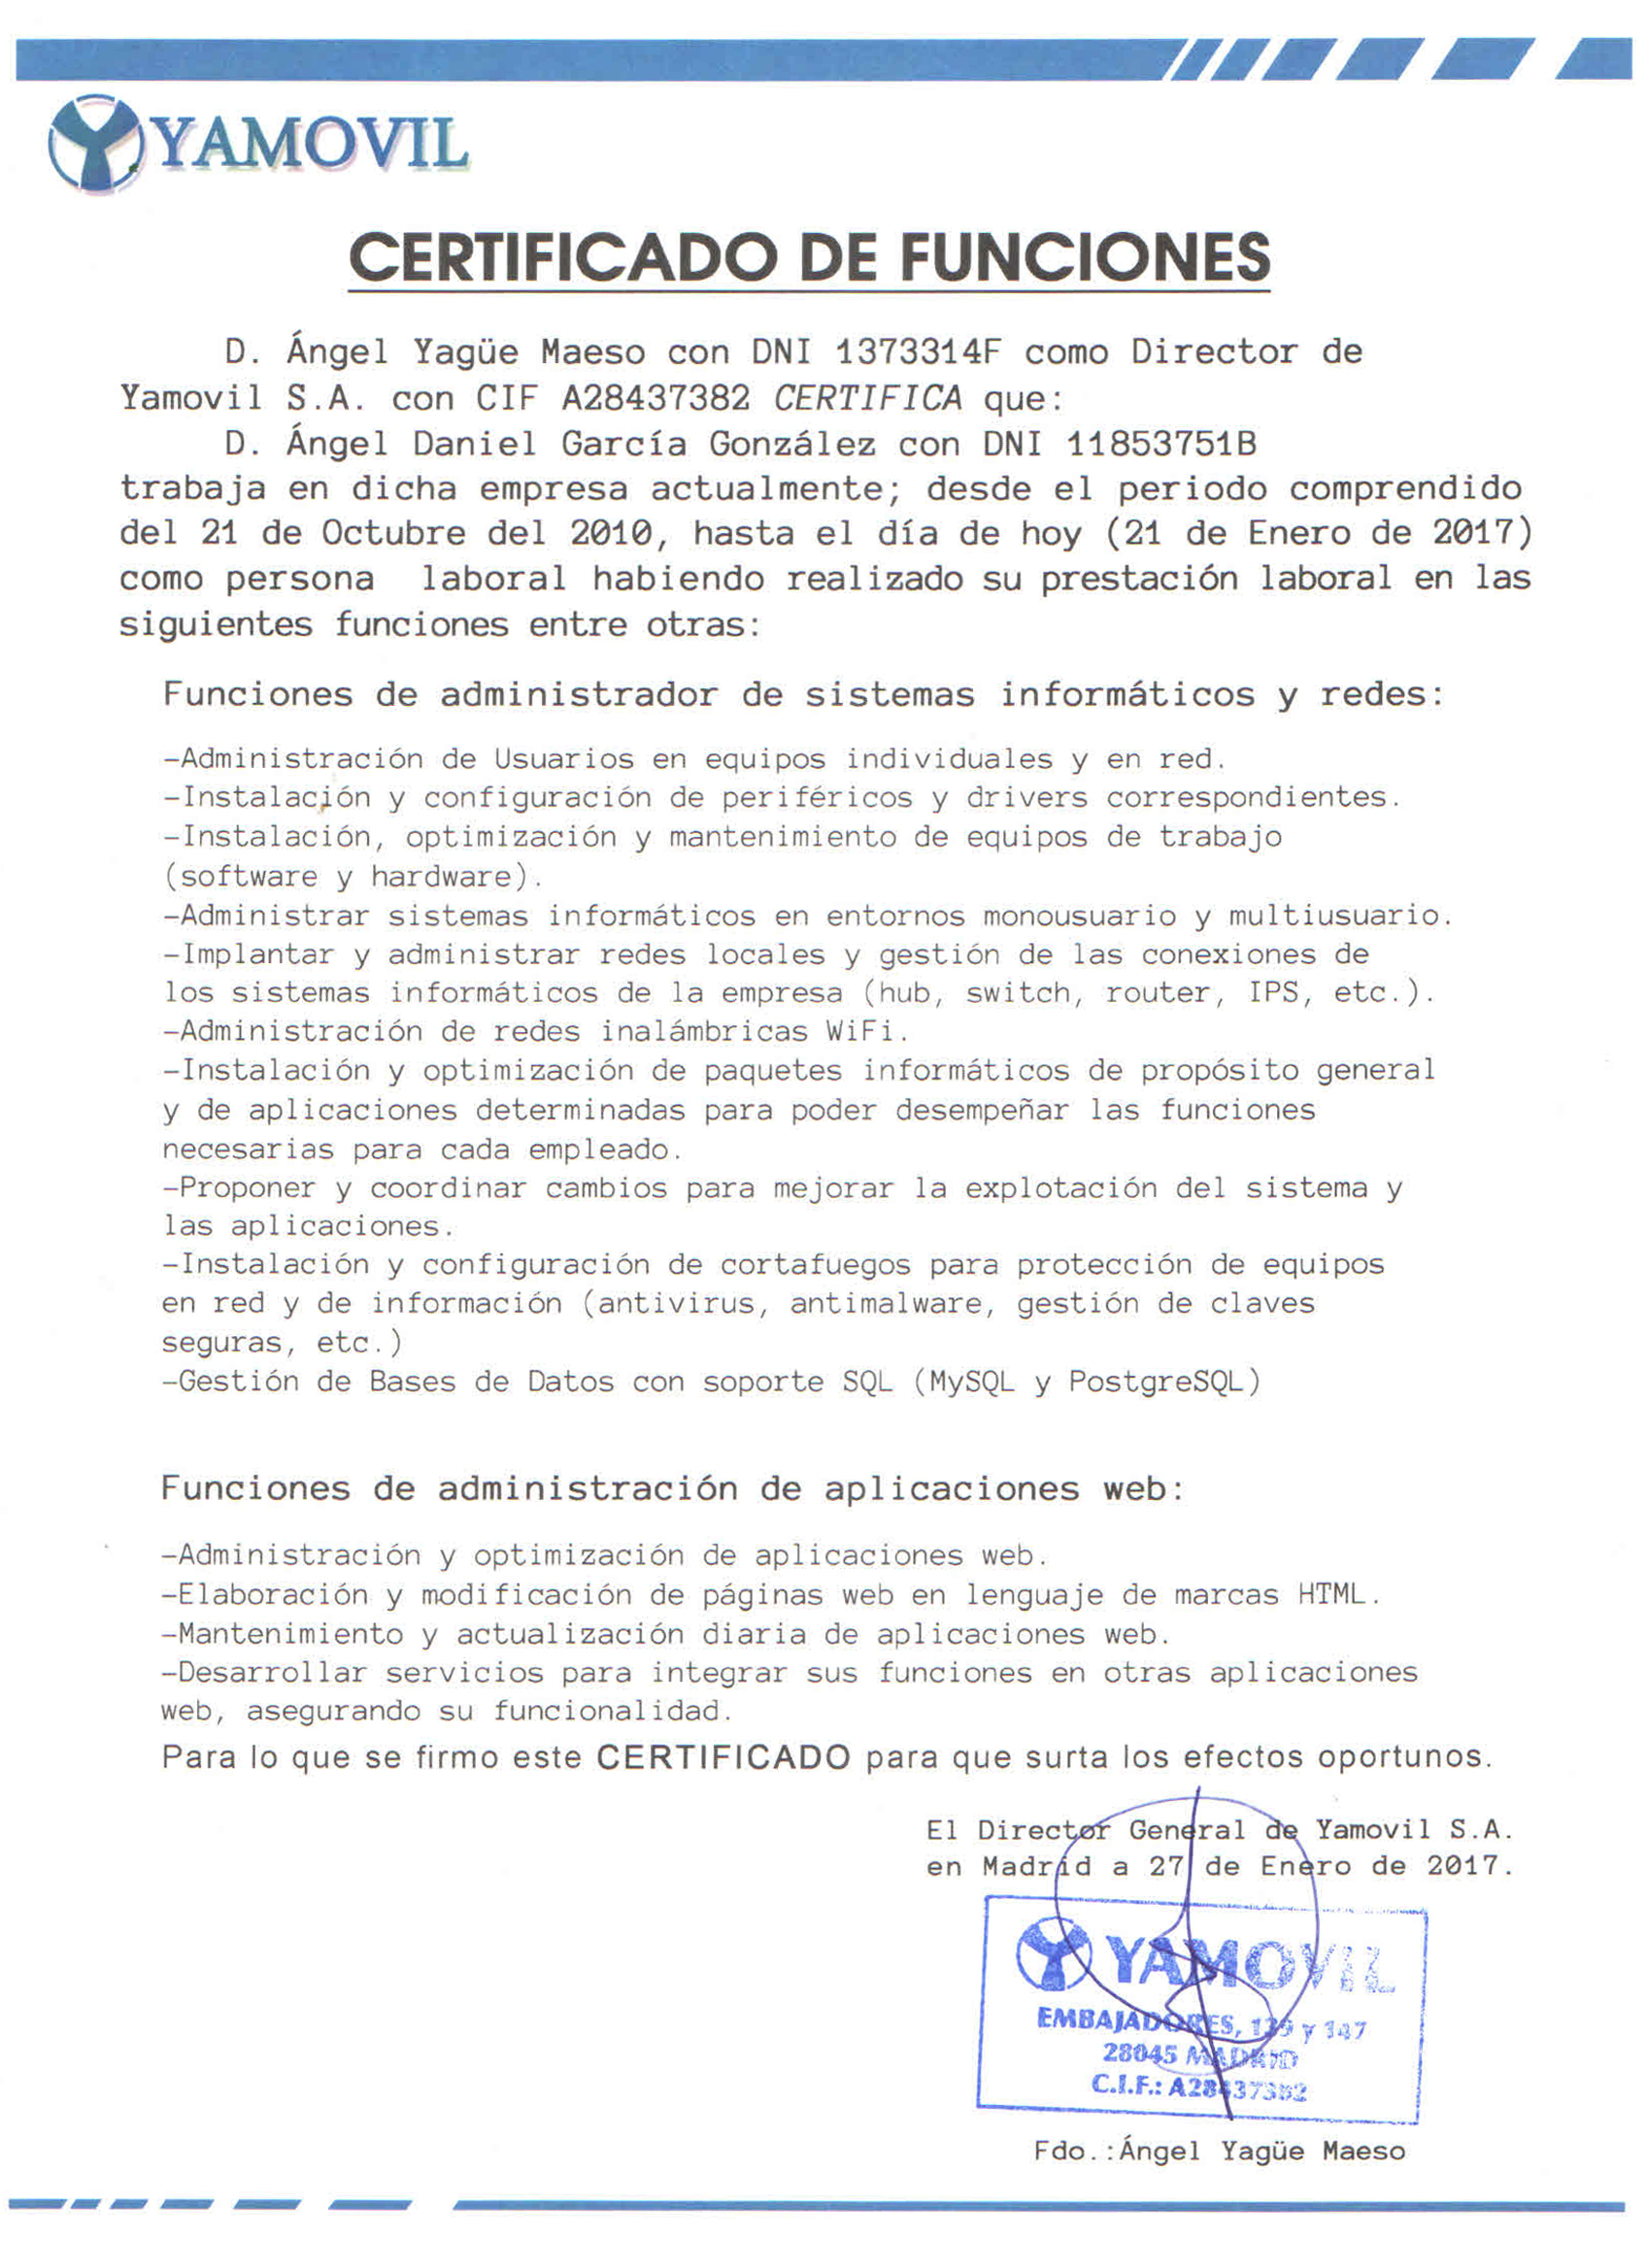 YAMOVIL
CERTIFICADO DE FUNCIONES
D. Ángel Yagüe Maeso con DNI 1373314F como Director de
Yamovil S.A. con CIF A28437382 CERTIFICA que:
D. Ángel Daniel García González con DNI 11853751B
trabaja en dicha empresa actualmente; desde el periodo comprendido
del 21 de Octubre del 2010, hasta el día de hoy (21 de Enero de 2017)
como persona laboral habiendo realizado su prestación laboral en las
siguientes funciones entre otras:
Funciones de administrador de sistemas informáticos y redes:
-Administración de Usuarios en equipos individuales y en red.
-Instalación y configuración de periféricos y drivers correspondientes.
-Instalación, optimización y mantenimiento de equipos de trabajo
(software y hardware).
-Administrar sistemas informáticos en entornos monousuario y multiusuario.
-Implantar y administrar redes locales y gestión de las conexiones de
los sistemas informáticos de la empresa (hub, switch, router, IPS, etc.).
-Administración de redes inalámbricas WiFi.
-Instalación y optimización de paquetes informáticos de propósito general
y de aplicaciones determinadas para poder desempeñar las funciones
necesarias para cada empleado.
-Proponer y coordinar cambios para mejorar la explotación del sistema y
las aplicaciones.
-Instalación y configuración de cortafuegos para protección de equipos
en red y de información (antivirus, antimalware, gestión de claves
seguras, etc.)
-Gestión de Bases de Datos con soporte SQL (MySQL y PostgreSQL)
Funciones de administración de aplicaciones web:
-Administración y optimización de aplicaciones web.
-Elaboración y modificación de páginas web en lenguaje de marcas HTML.
-Mantenimiento y actualización diaria de aplicaciones web.
-Desarrollar servicios para integrar sus funciones en otras aplicaciones
web, asegurando su funcionalidad.
Para lo que se firmo este CERTIFICADO para que surta los efectos oportunos.
El Director General de Yamovil S.A.
en Madrid a 27 de Enero de 2017.
YAMOVIL
EMBAJADORES, 139 y 147
28045 MADRID
C.I.F.: A28437382
Fdo.:Ángel Yagüe Maeso